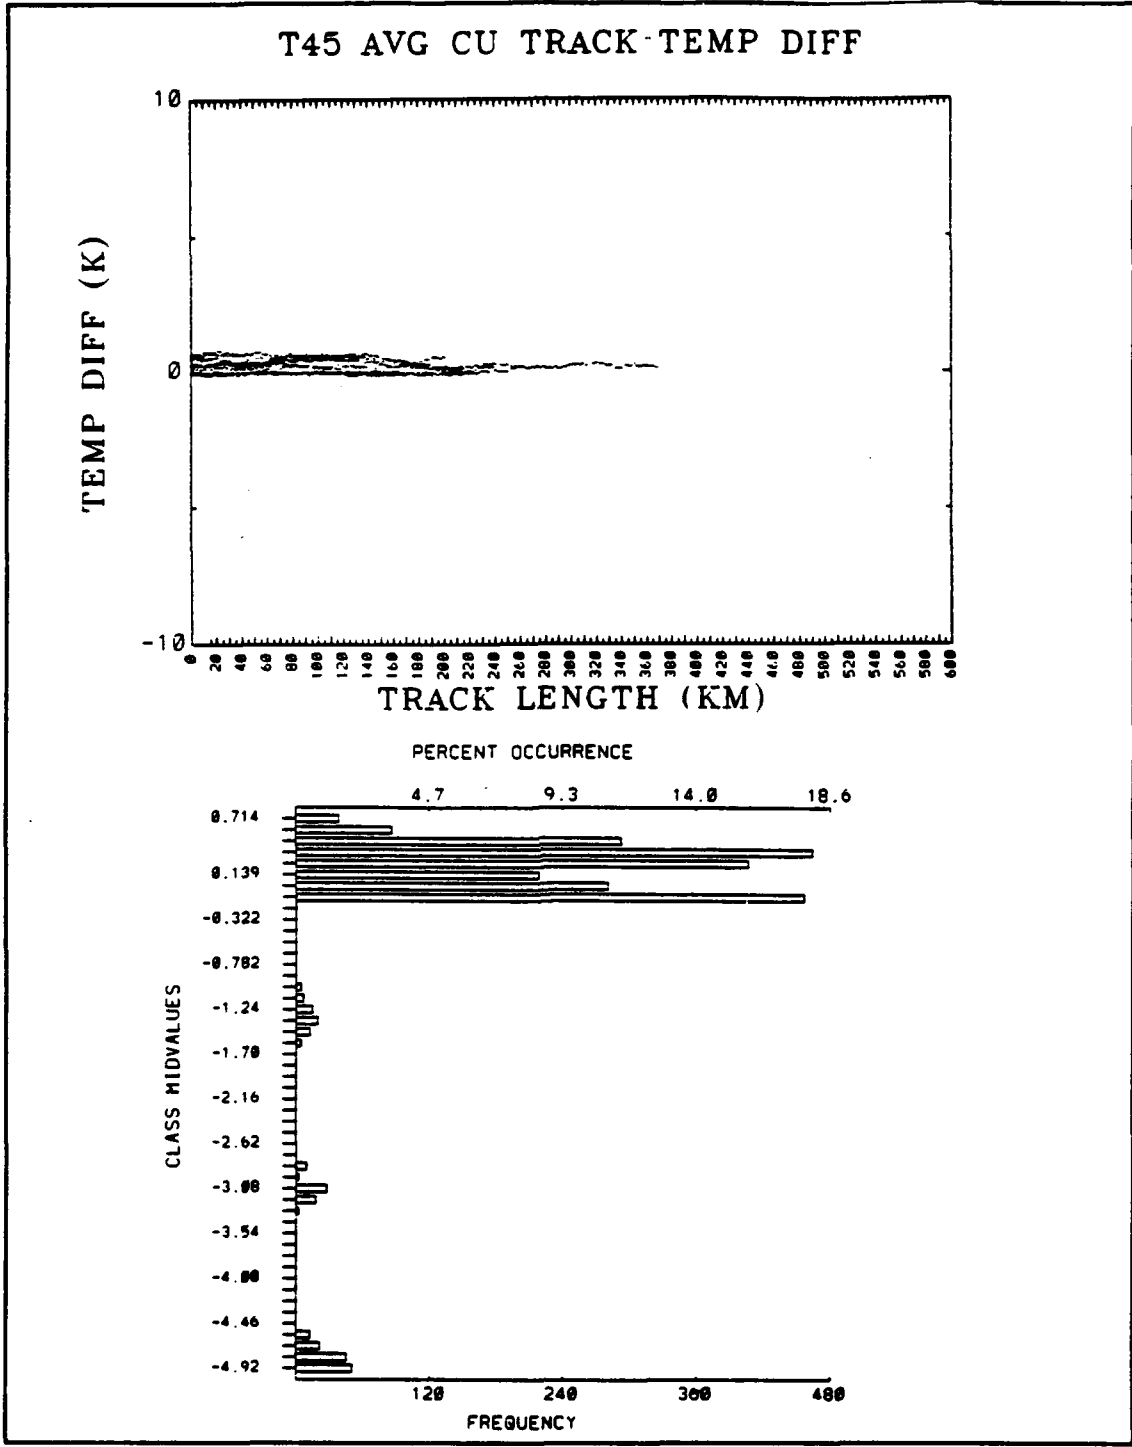 T45 AVG CU TRACK-TEMP DIFF
10
TEMP DIFF (K)
0
-10
0 20 40 60 80 100 120 140 160 180 200 220 240 260 280 300 320 340 360 380 400 420 440 460 480 500 520 540 560 580 600
TRACK LENGTH (KM)
PERCENT OCCURRENCE
4.7 9.3 14.0 18.6
CLASS MIDVALUES
0.714
0.139
-0.322
-0.782
-1.24
-1.70
-2.16
-2.62
-3.08
-3.54
-4.00
-4.46
-4.92
120 240 360 480
FREQUENCY